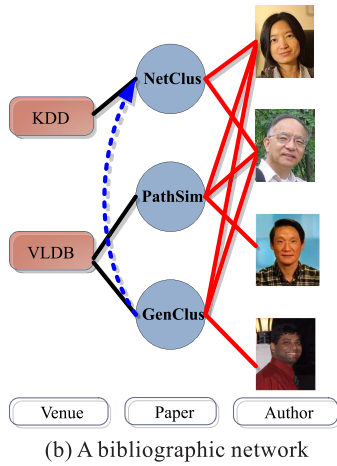 NetClus
KDD
PathSim
VLDB
GenClus
Venue
Paper
Author
(b) A bibliographic network